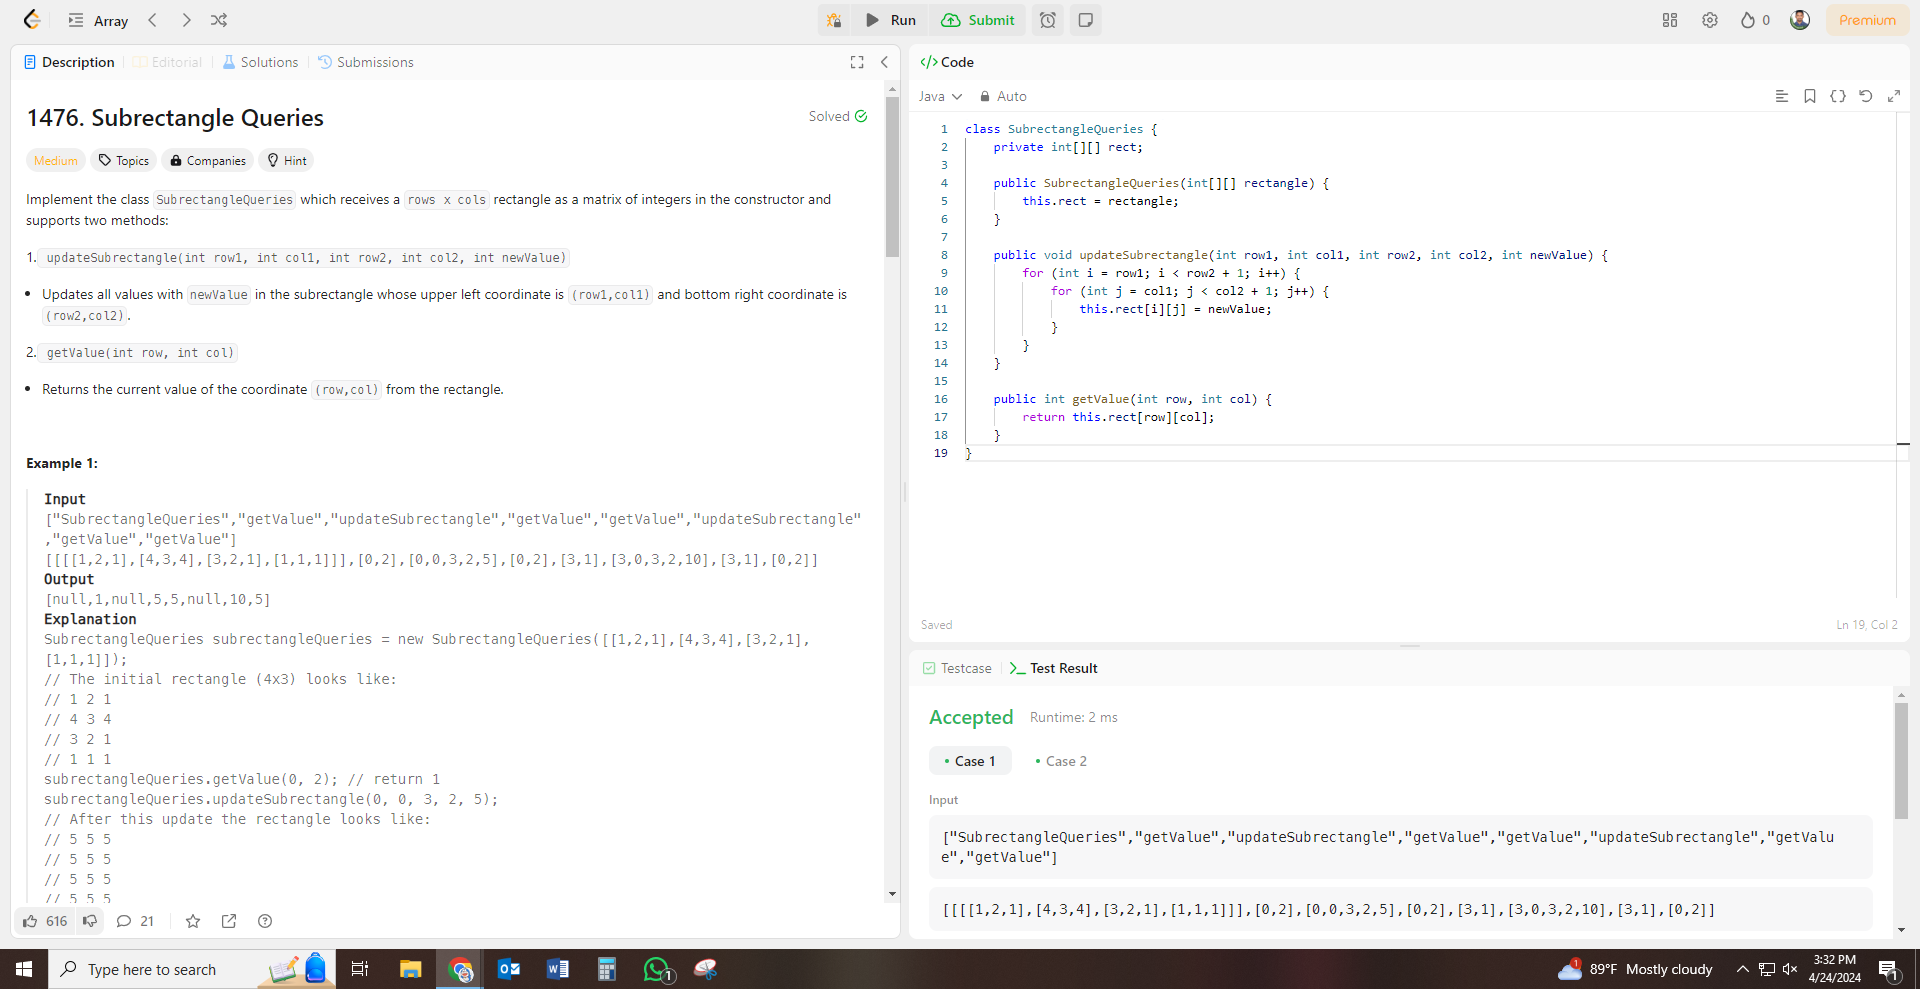 Array
Run
Submit
0
Premium
Description
Editorial
Solutions
Submissions
1476. Subrectangle Queries
Solved
Medium
Topics
Companies
Hint
Implement the class SubrectangleQueries which receives a rows x cols rectangle as a matrix of integers in the constructor and
supports two methods:
1. updateSubrectangle(int row1, int col1, int row2, int col2, int newValue)
• Updates all values with newValue in the subrectangle whose upper left coordinate is (row1,col1) and bottom right coordinate is
(row2,col2).
2. getValue(int row, int col)
• Returns the current value of the coordinate (row,col) from the rectangle.
Example 1:
Input
["SubrectangleQueries","getValue","updateSubrectangle","getValue","getValue","updateSubrectangle"
,"getValue","getValue"]
[[[[1,2,1],[4,3,4],[3,2,1],[1,1,1]]],[0,2],[0,0,3,2,5],[0,2],[3,1],[3,0,3,2,10],[3,1],[0,2]]
Output
[null,1,null,5,5,null,10,5]
Explanation
SubrectangleQueries subrectangleQueries = new SubrectangleQueries([[1,2,1],[4,3,4],[3,2,1],
[1,1,1]]);
// The initial rectangle (4x3) looks like:
// 1 2 1
// 4 3 4
// 3 2 1
// 1 1 1
subrectangleQueries.getValue(0, 2); // return 1
subrectangleQueries.updateSubrectangle(0, 0, 3, 2, 5);
// After this update the rectangle looks like:
// 5 5 5
// 5 5 5
// 5 5 5
// 5 5 5
616
21
</> Code
Java
Auto
1 class SubrectangleQueries {
2 private int[][] rect;
3
4 public SubrectangleQueries(int[][] rectangle) {
5 this.rect = rectangle;
6 }
7
8 public void updateSubrectangle(int row1, int col1, int row2, int col2, int newValue) {
9 for (int i = row1; i < row2 + 1; i++) {
10 for (int j = col1; j < col2 + 1; j++) {
11 this.rect[i][j] = newValue;
12 }
13 }
14 }
15
16 public int getValue(int row, int col) {
17 return this.rect[row][col];
18 }
19 }
Saved
Ln 19, Col 2
Testcase
Test Result
Accepted
Runtime: 2 ms
• Case 1
• Case 2
Input
["SubrectangleQueries","getValue","updateSubrectangle","getValue","getValue","updateSubrectangle","getValu
e","getValue"]
[[[[1,2,1],[4,3,4],[3,2,1],[1,1,1]]],[0,2],[0,0,3,2,5],[0,2],[3,1],[3,0,3,2,10],[3,1],[0,2]]
Type here to search
1
1
89°F Mostly cloudy
3:32 PM
4/24/2024
1